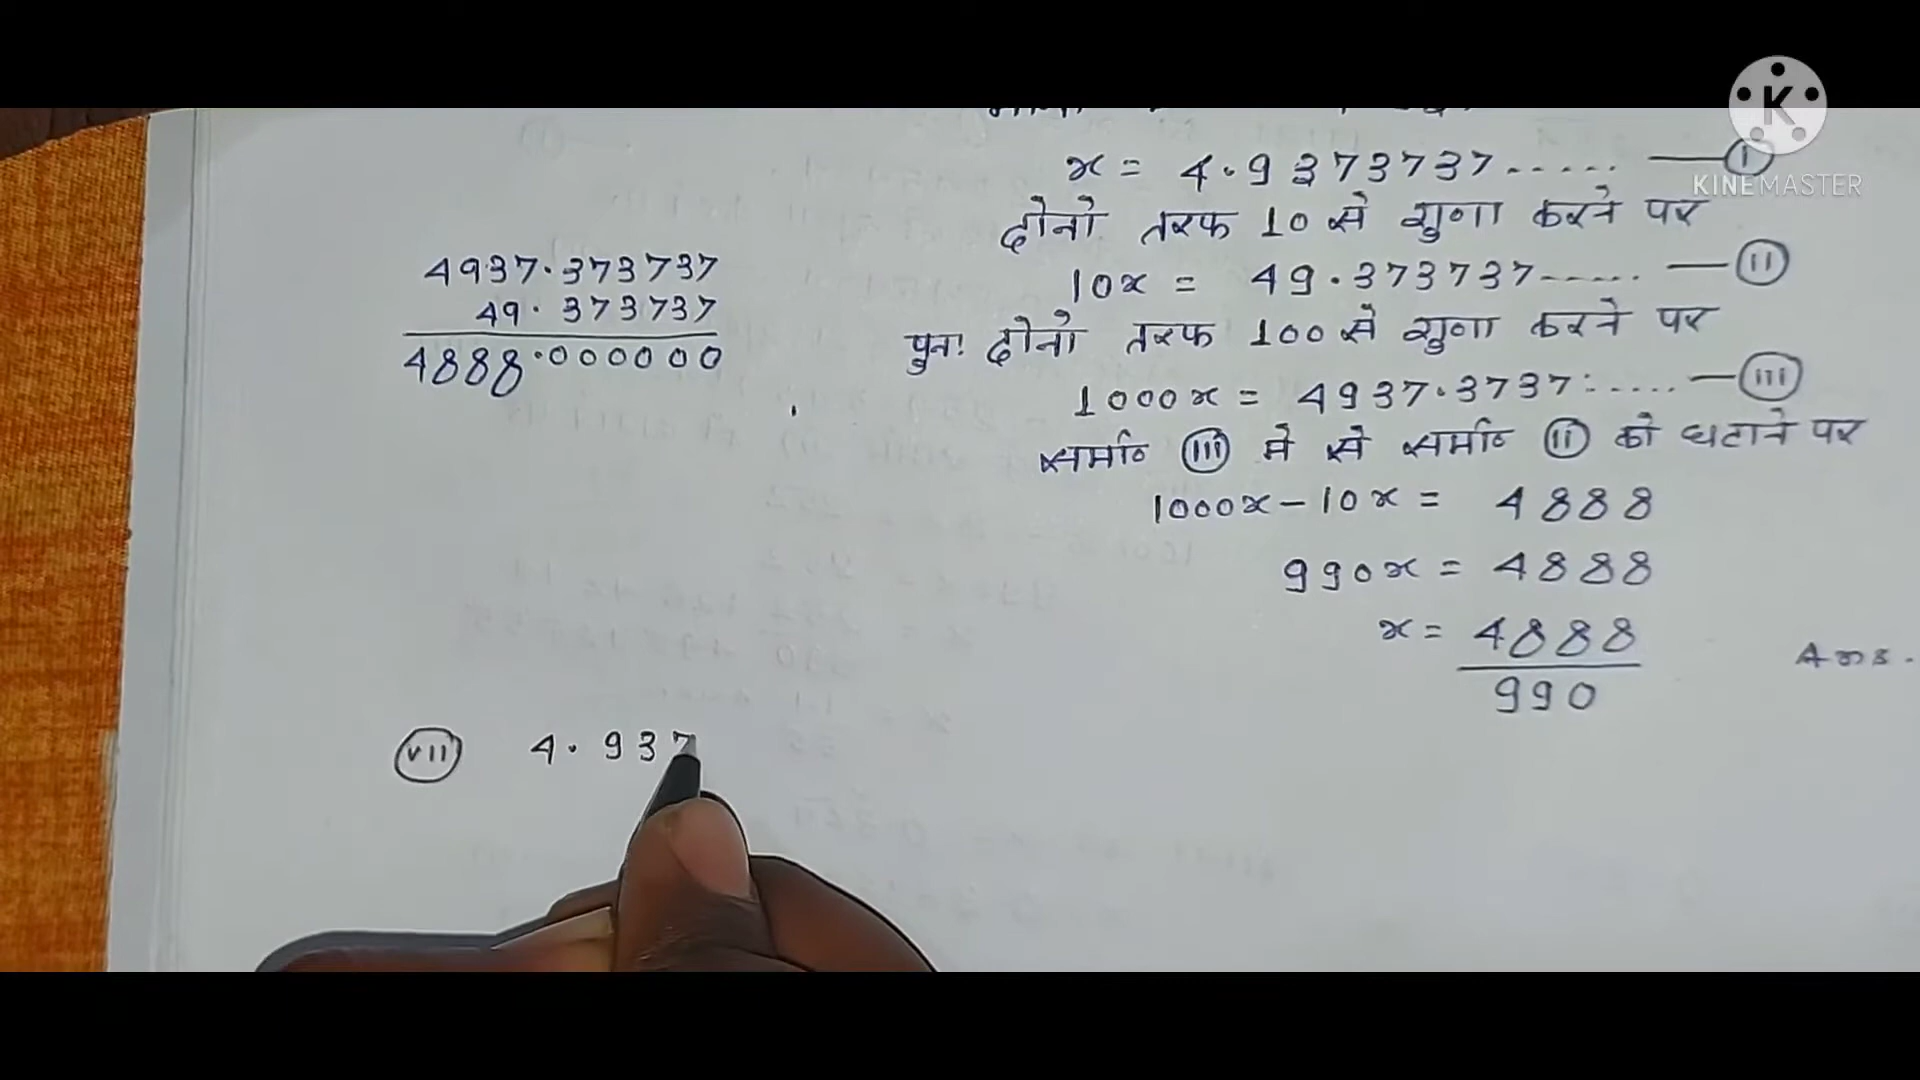 x = 4.9373737..... —(i)
दोनो तरफ 10 से गुणा करने पर
10x = 49.373737..... —(ii)
पुनः दोनो तरफ 100 से गुणा करने पर
1000x = 4937.3737..... —(iii)
समी० (iii) मे से समी० (ii) को घटाने पर
1000x - 10x = 4888
990x = 4888
x = 4888
990
Ans.
4937.373737
49.373737
4888.000000
(vii) 4.937
K
KINEMASTER